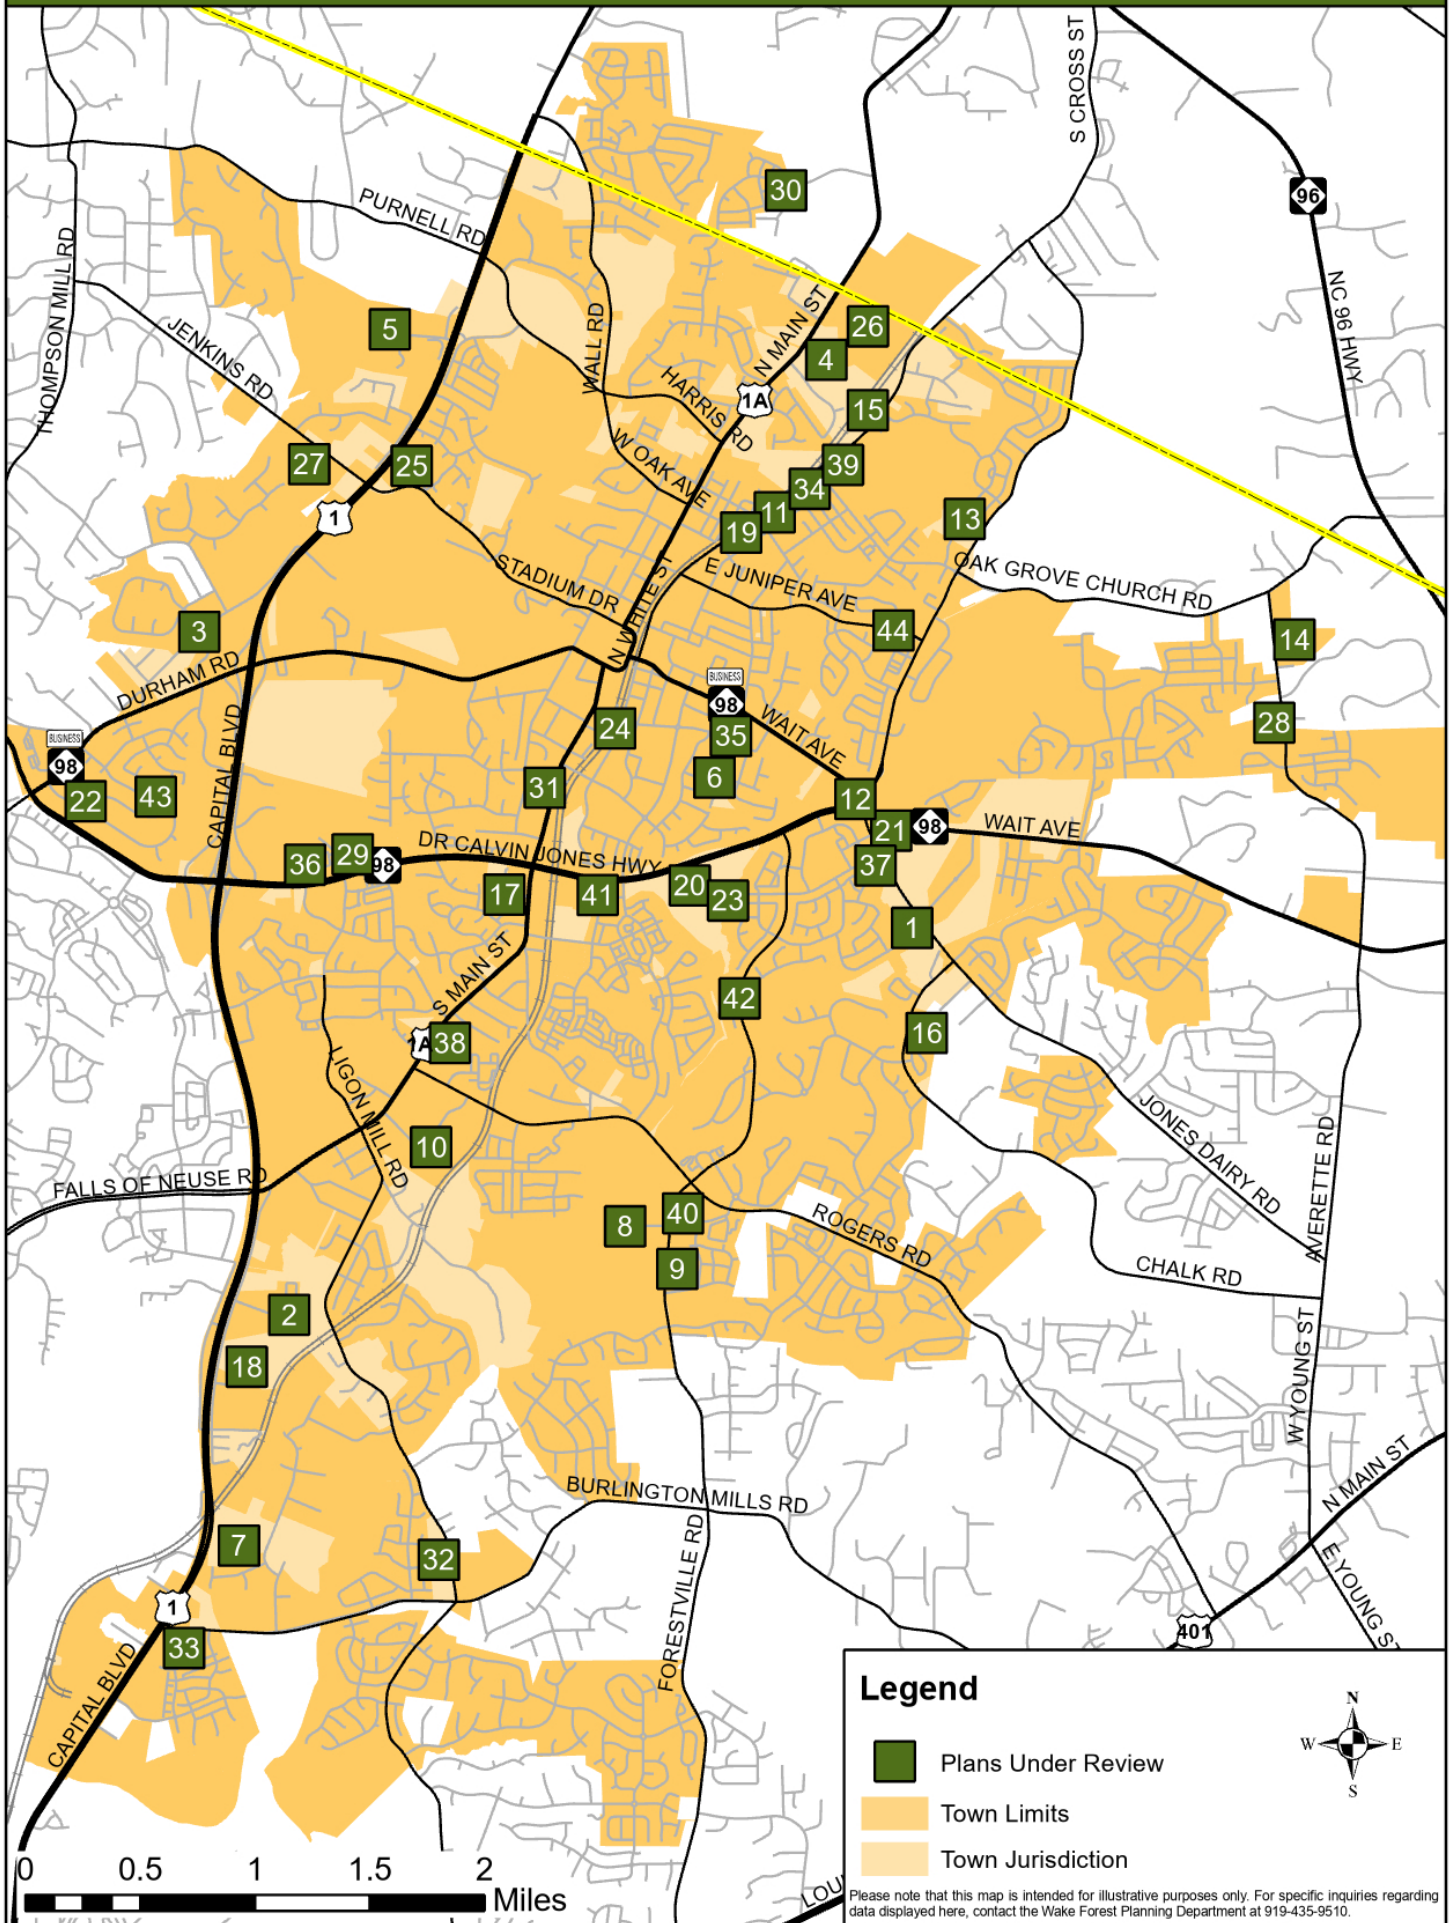 S CROSS ST
30
96
PURNELL RD
THOMPSON MILL RD
NC 96 HWY
5
JENKINS RD
WALL RD
N MAIN ST
26
4
HARRIS RD
1A
15
W OAK AVE
27
25
39
34
11
13
1
19
STADIUM DR
N WHITE ST
E JUNIPER AVE
OAK GROVE CHURCH RD
3
44
14
DURHAM RD
BUSINESS
98
WAIT AVE
24
35
28
CAPITAL BLVD
BUSINESS
98
22
43
31
6
12
21
98
WAIT AVE
DR CALVIN JONES HWY
36
29
98
37
17
41
20
23
1
S MAIN ST
42
16
1A
38
LIGON MILL RD
10
JONES DAIRY RD
AVERETTE RD
FALLS OF NEUSE RD
8
40
ROGERS RD
9
CHALK RD
2
18
W YOUNG ST
N MAIN ST
BURLINGTON MILLS RD
7
32
FORESTVILLE RD
E YOUNG ST
1
401
33
CAPITAL BLVD
Legend
N
W E
S
Plans Under Review
Town Limits
Town Jurisdiction
0 0.5 1 1.5 2
Miles
LOU
Please note that this map is intended for illustrative purposes only. For specific inquiries regarding
data displayed here, contact the Wake Forest Planning Department at 919-435-9510.